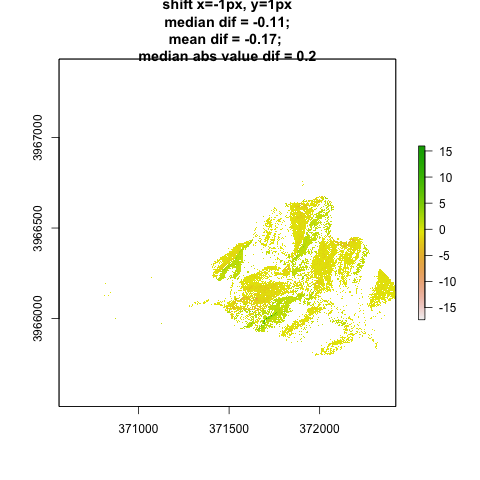 shift x=-1px, y=1px
median dif = -0.11;
mean dif = -0.17;
median abs value dif = 0.2
3967000
3966500
3966000
371000 371500 372000
15
10
5
0
-5
-10
-15